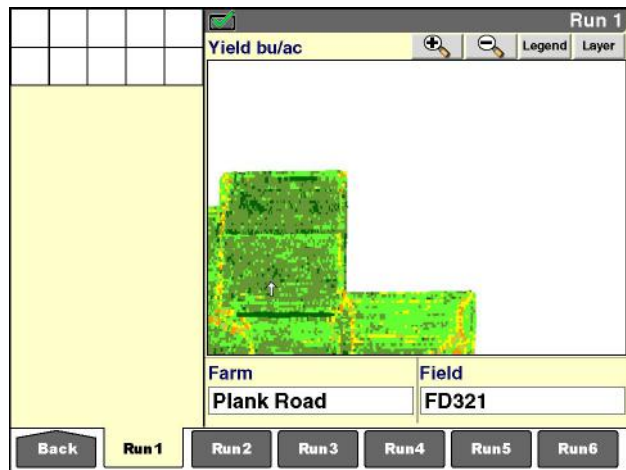 Run 1
Yield bu/ac
Legend
Layer
Farm
Field
Plank Road
FD321
Back
Run1
Run2
Run3
Run4
Run5
Run6